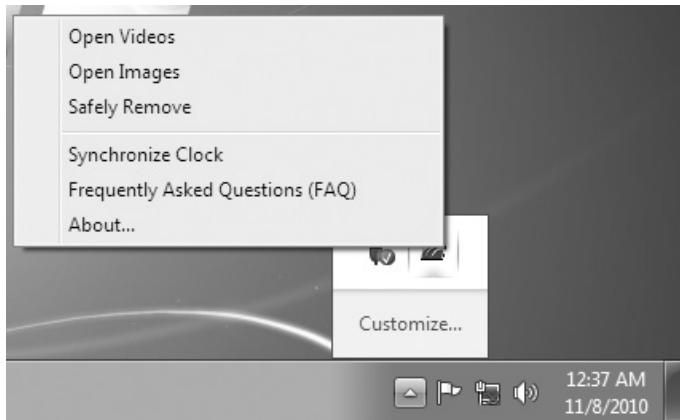 Open Videos
Open Images
Safely Remove
Synchronize Clock
Frequently Asked Questions (FAQ)
About...
Customize...
12:37 AM
11/8/2010